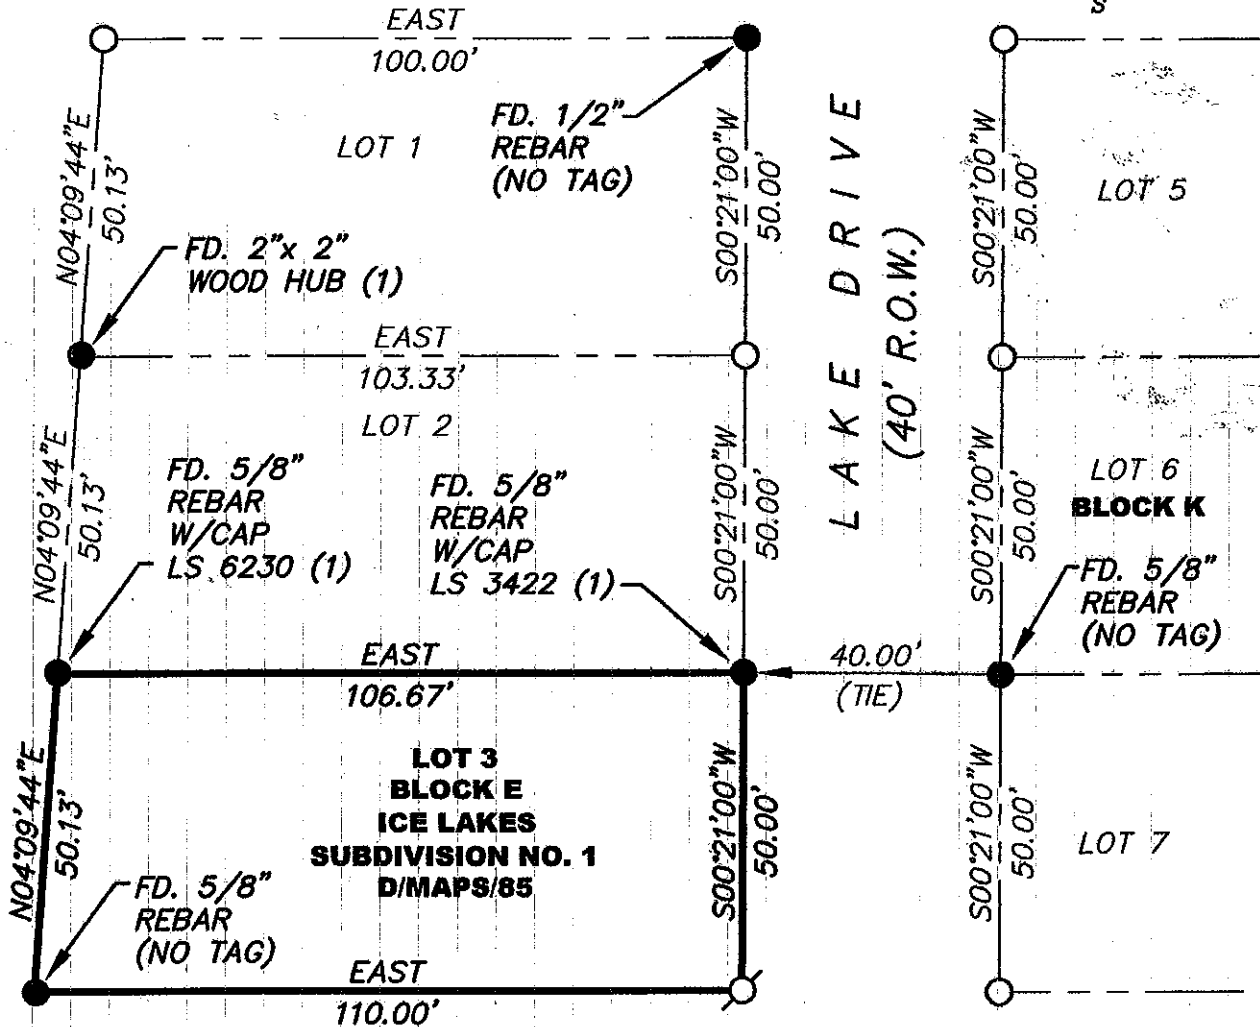 S
EAST
100.00'
LOT 1
FD. 1/2"
REBAR
(NO TAG)
N04°09'44"E
50.13'
S00°21'00"W
50.00'
LAKE DRIVE
(40' R.O.W.)
S00°21'00"W
50.00'
LOT 5
FD. 2"x 2"
WOOD HUB (1)
EAST
103.33'
LOT 2
N04°09'44"E
50.13'
FD. 5/8"
REBAR
W/CAP
LS 6230 (1)
FD. 5/8"
REBAR
W/CAP
LS 3422 (1)
S00°21'00"W
50.00'
S00°21'00"W
50.00'
LOT 6
BLOCK K
FD. 5/8"
REBAR
(NO TAG)
EAST
106.67'
40.00'
(TIE)
N04°09'44"E
50.13'
LOT 3
BLOCK E
ICE LAKES
SUBDIVISION NO. 1
D/MAPS/85
S00°21'00"W
50.00'
S00°21'00"W
50.00'
LOT 7
FD. 5/8"
REBAR
(NO TAG)
EAST
110.00'